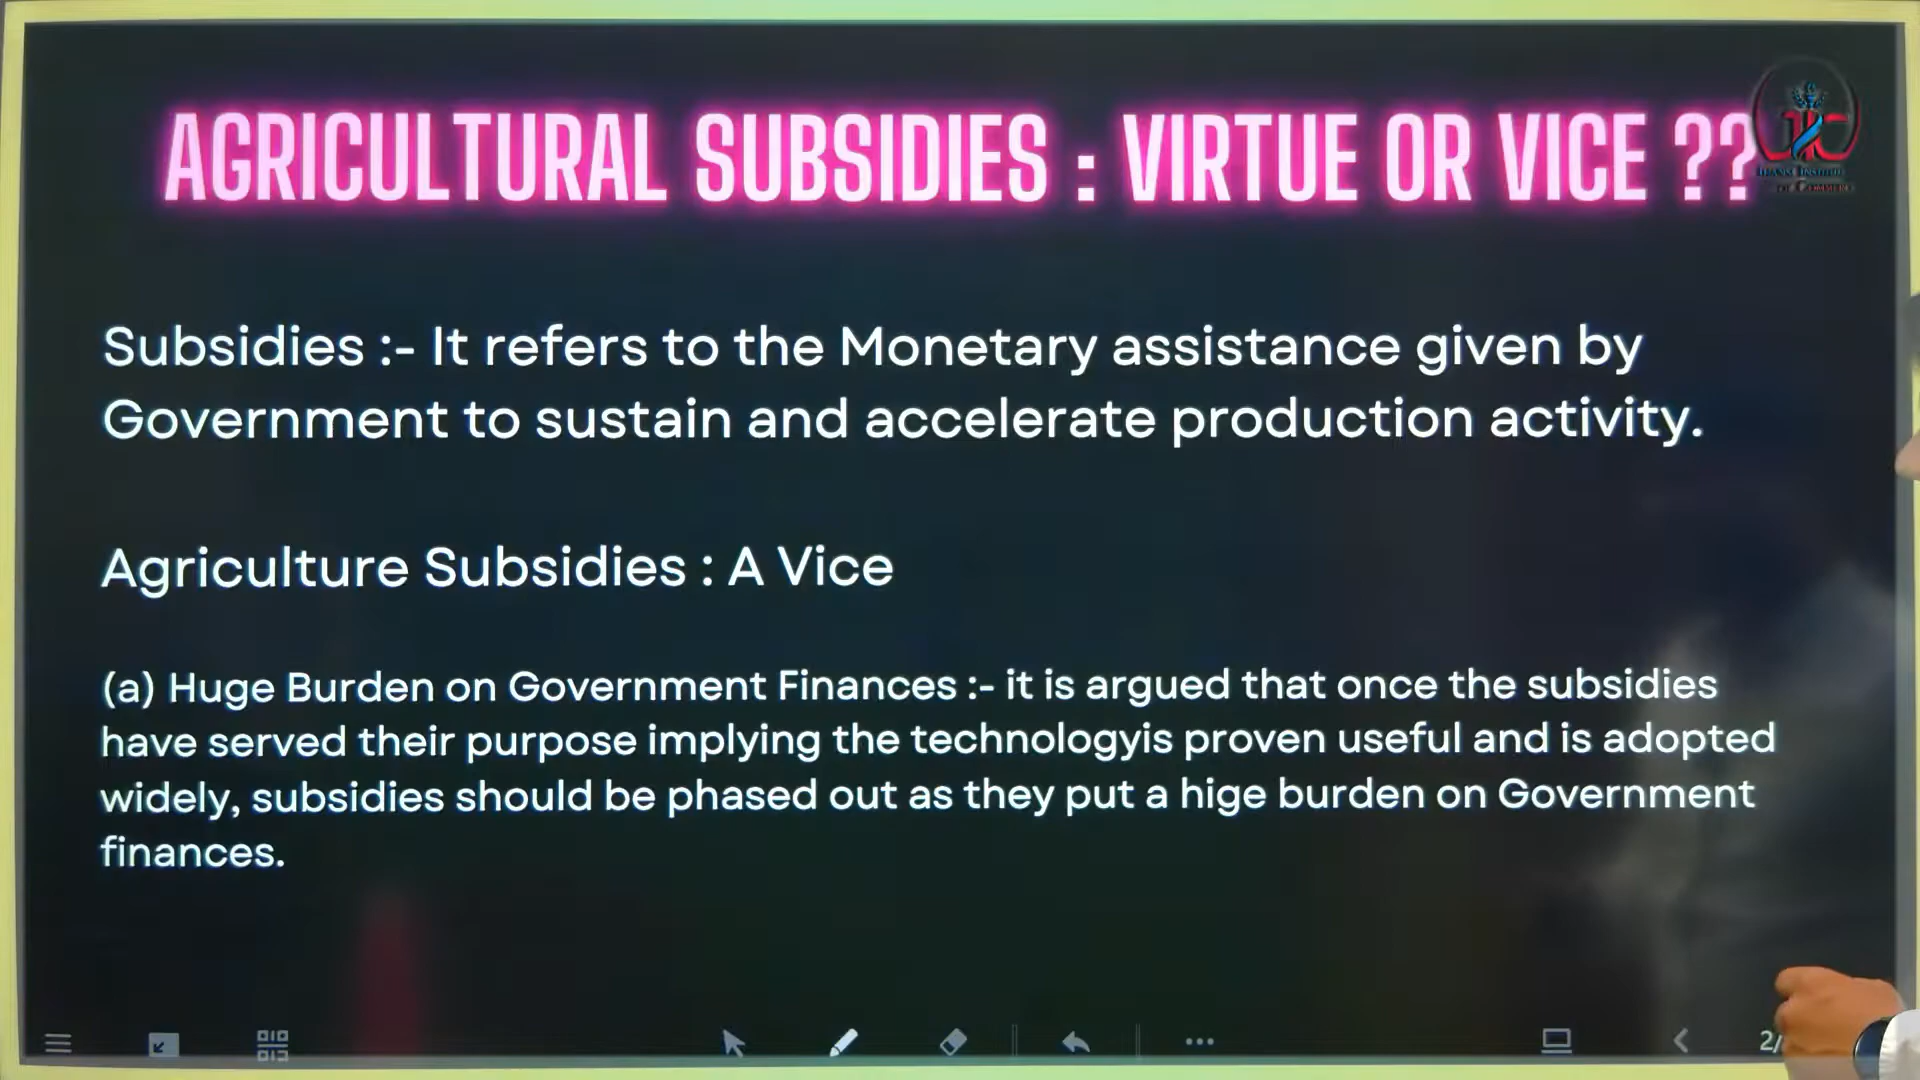 AGRICULTURAL SUBSIDIES : VIRTUE OR VICE ??
Subsidies :- It refers to the Monetary assistance given by
Government to sustain and accelerate production activity.
Agriculture Subsidies : A Vice
(a) Huge Burden on Government Finances :- it is argued that once the subsidies
have served their purpose implying the technologyis proven useful and is adopted
widely, subsidies should be phased out as they put a hige burden on Government
finances.
2/